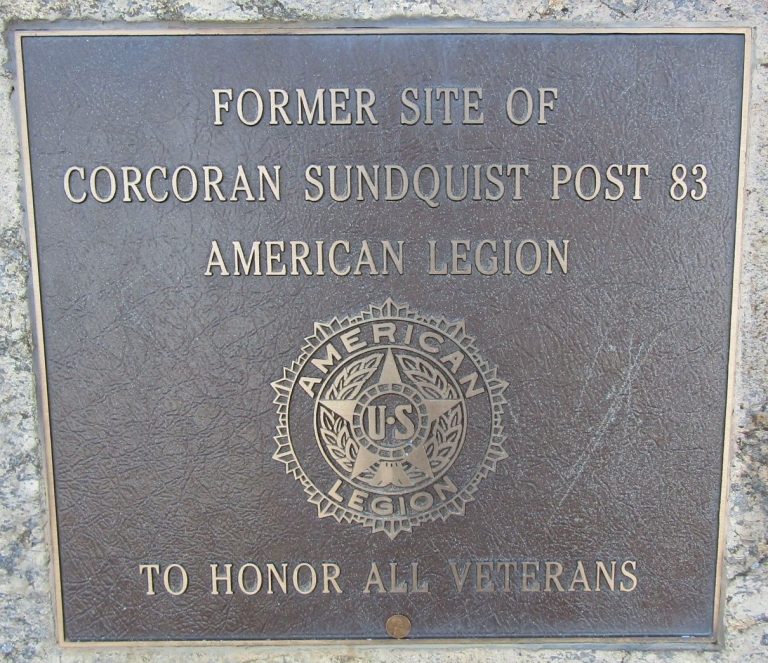 FORMER SITE OF
CORCORAN SUNDQUIST POST 83
AMERICAN LEGION
AMERICAN
U·S
LEGION
TO HONOR ALL VETERANS